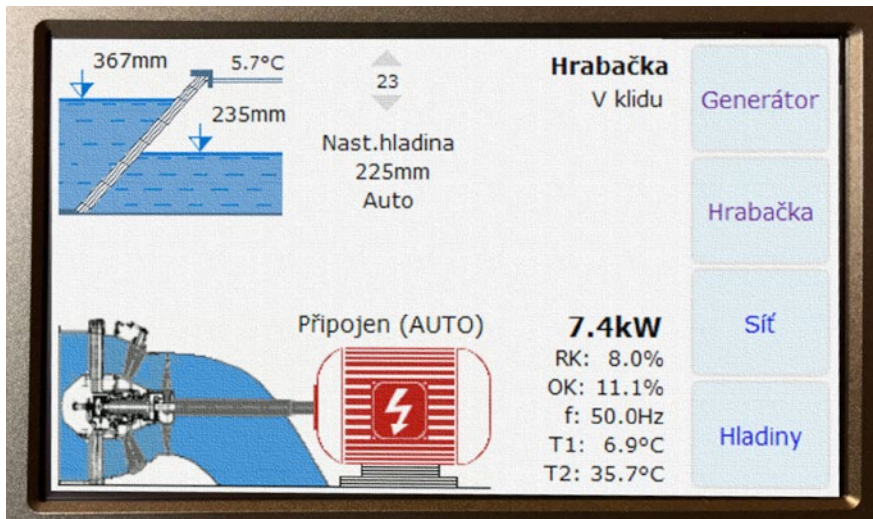 367mm
5.7°C
235mm
23
Nast.hladina
225mm
Auto
Hrabačka
V klidu
Generátor
Hrabačka
Síť
Hladiny
Připojen (AUTO)
7.4kW
RK: 8.0%
OK: 11.1%
f: 50.0Hz
T1: 6.9°C
T2: 35.7°C